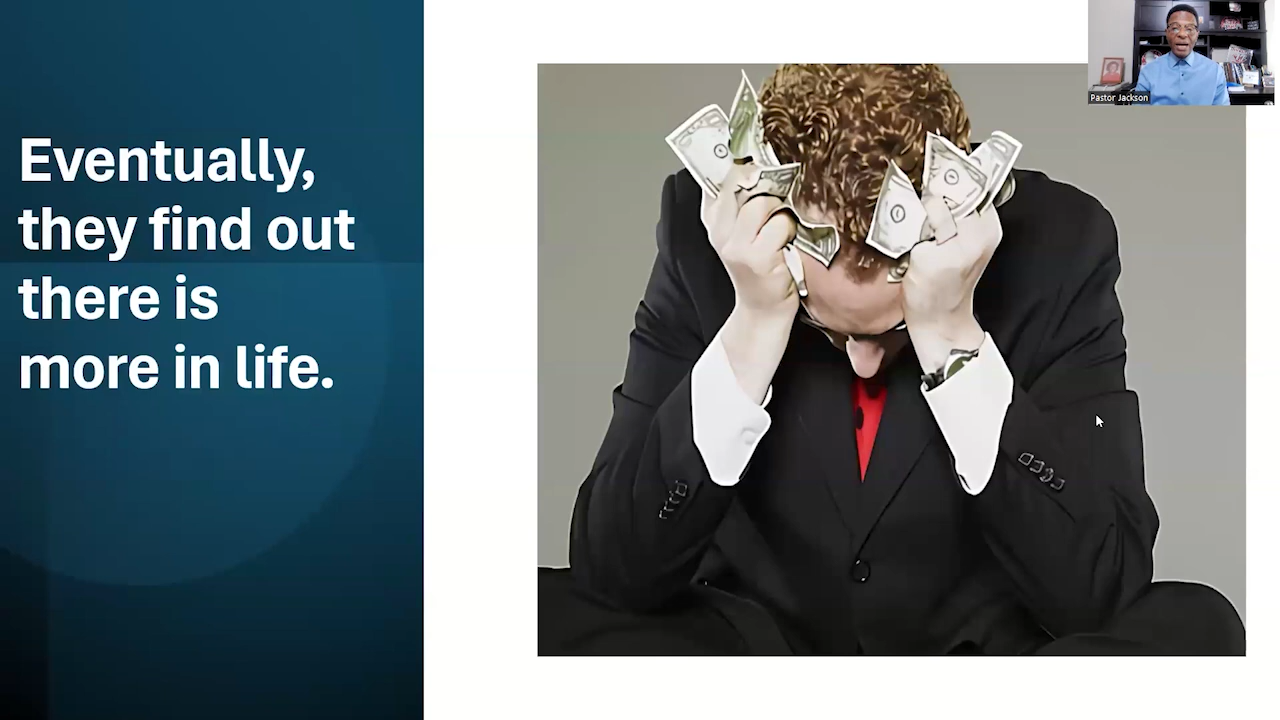 Eventually,
they find out
there is
more in life.
Pastor Jackson